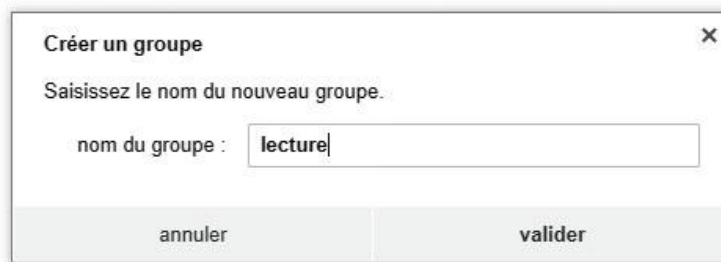 Créer un groupe
Saisissez le nom du nouveau groupe.
nom du groupe : lecture
annuler valider